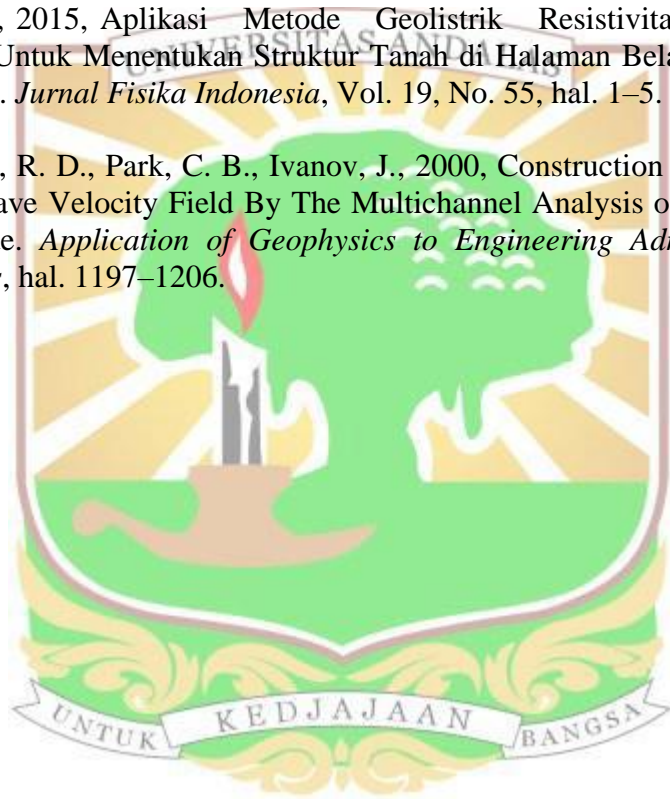 , 2015, Aplikasi Metode Geolistrik Resistivita
UNIVERSITAS ANDALAS
Untuk Menentukan Struktur Tanah di Halaman Bela
. Jurnal Fisika Indonesia, Vol. 19, No. 55, hal. 1–5.
, R. D., Park, C. B., Ivanov, J., 2000, Construction
ave Velocity Field By The Multichannel Analysis o
e. Application of Geophysics to Engineering Ad
, hal. 1197–1206.
UNTUK KEDJAJAAN BANGSA